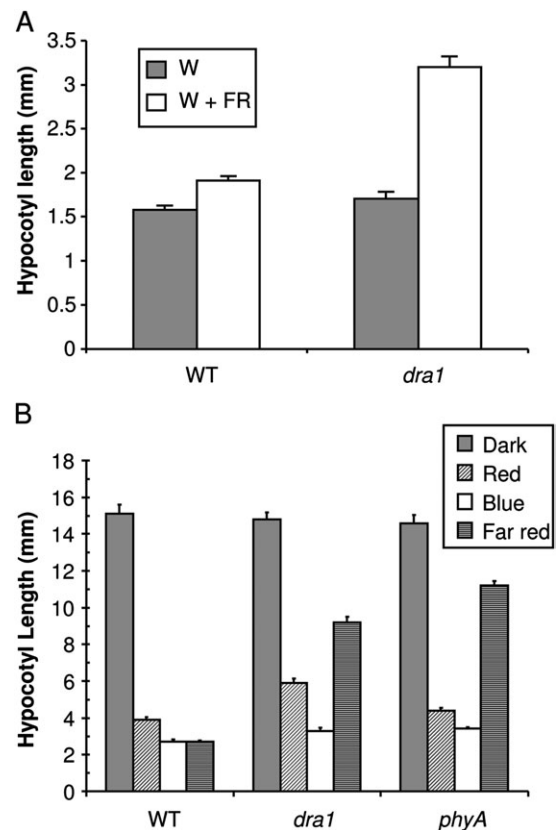 A
3.5
3
2.5
2
1.5
1
0.5
0
Hypocotyl length (mm)
W
W + FR
WT
dra1
B
18
16
14
12
10
8
6
4
2
0
Hypocotyl Length (mm)
Dark
Red
Blue
Far red
WT
dra1
phyA